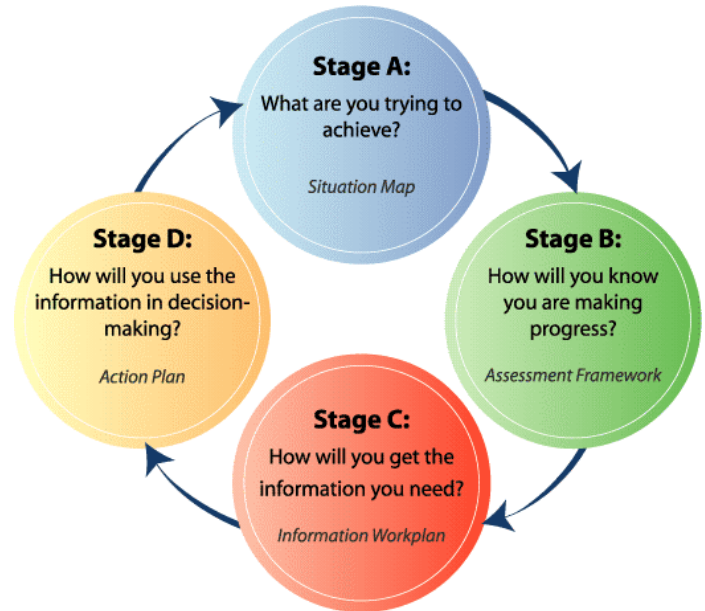 Stage A:
What are you trying to
achieve?
Situation Map
Stage B:
How will you know
you are making
progress?
Assessment Framework
Stage C:
How will you get the
information you need?
Information Workplan
Stage D:
How will you use the
information in decision-
making?
Action Plan